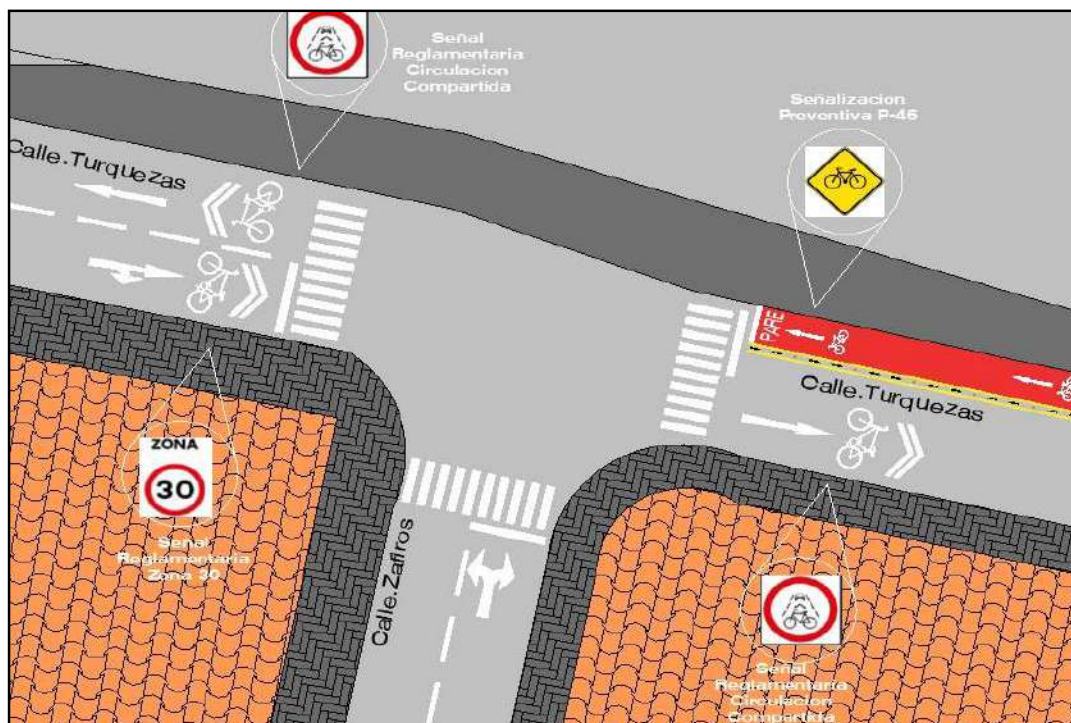 Señal
Reglamentaria
Circulacion
Compartida
Señalizacion
Preventiva P-46
Calle.Turquezas
PARE
Calle.Turquezas
ZONA
30
Señal
Reglamentaria
Zona 30
Calle.Zafiros
Señal
Reglamentaria
Circulacion
Compartida